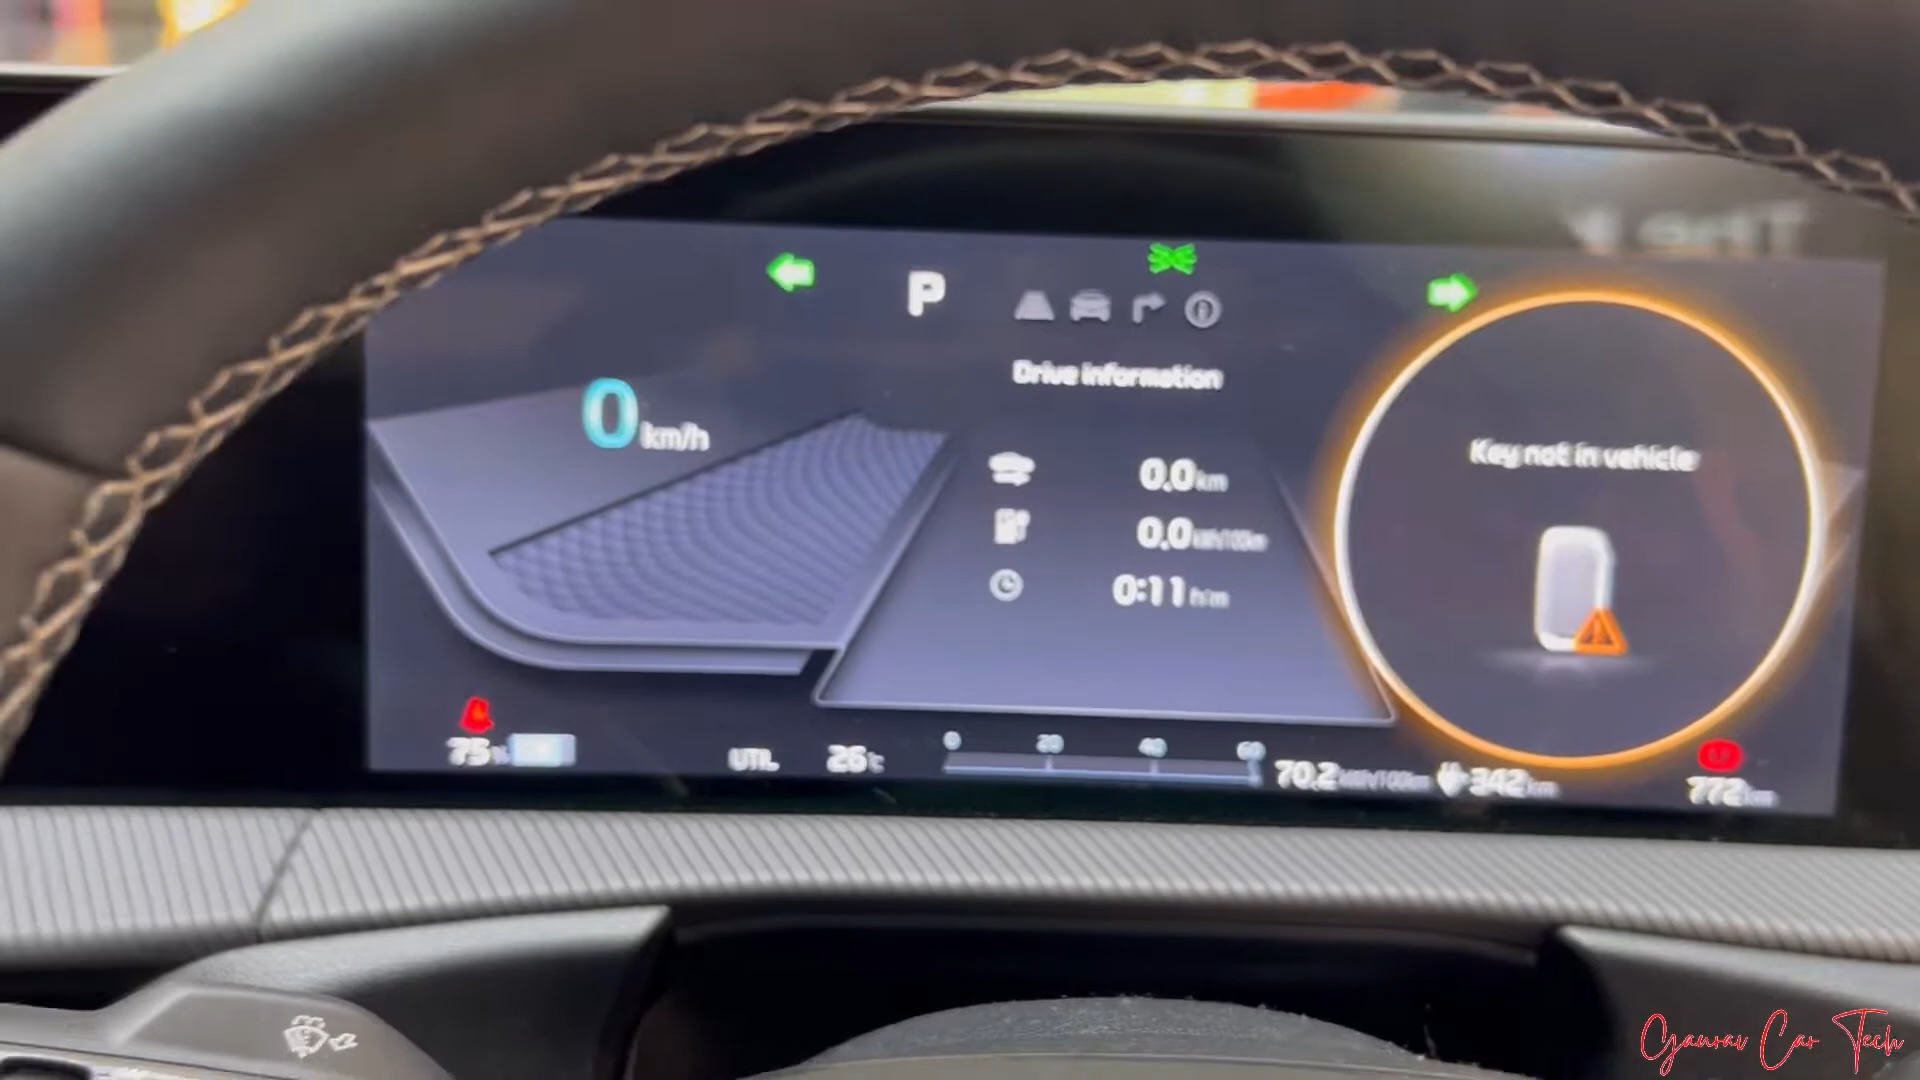 P
Drive information
0 km/h
0.0 km
0.0 kWh/100km
0:11 h:m
Key not in vehicle
75%
UTIL
26°C
0 20 40 60
70.2 kWh/100km
342 km
772 km
Gaurav Car Tech